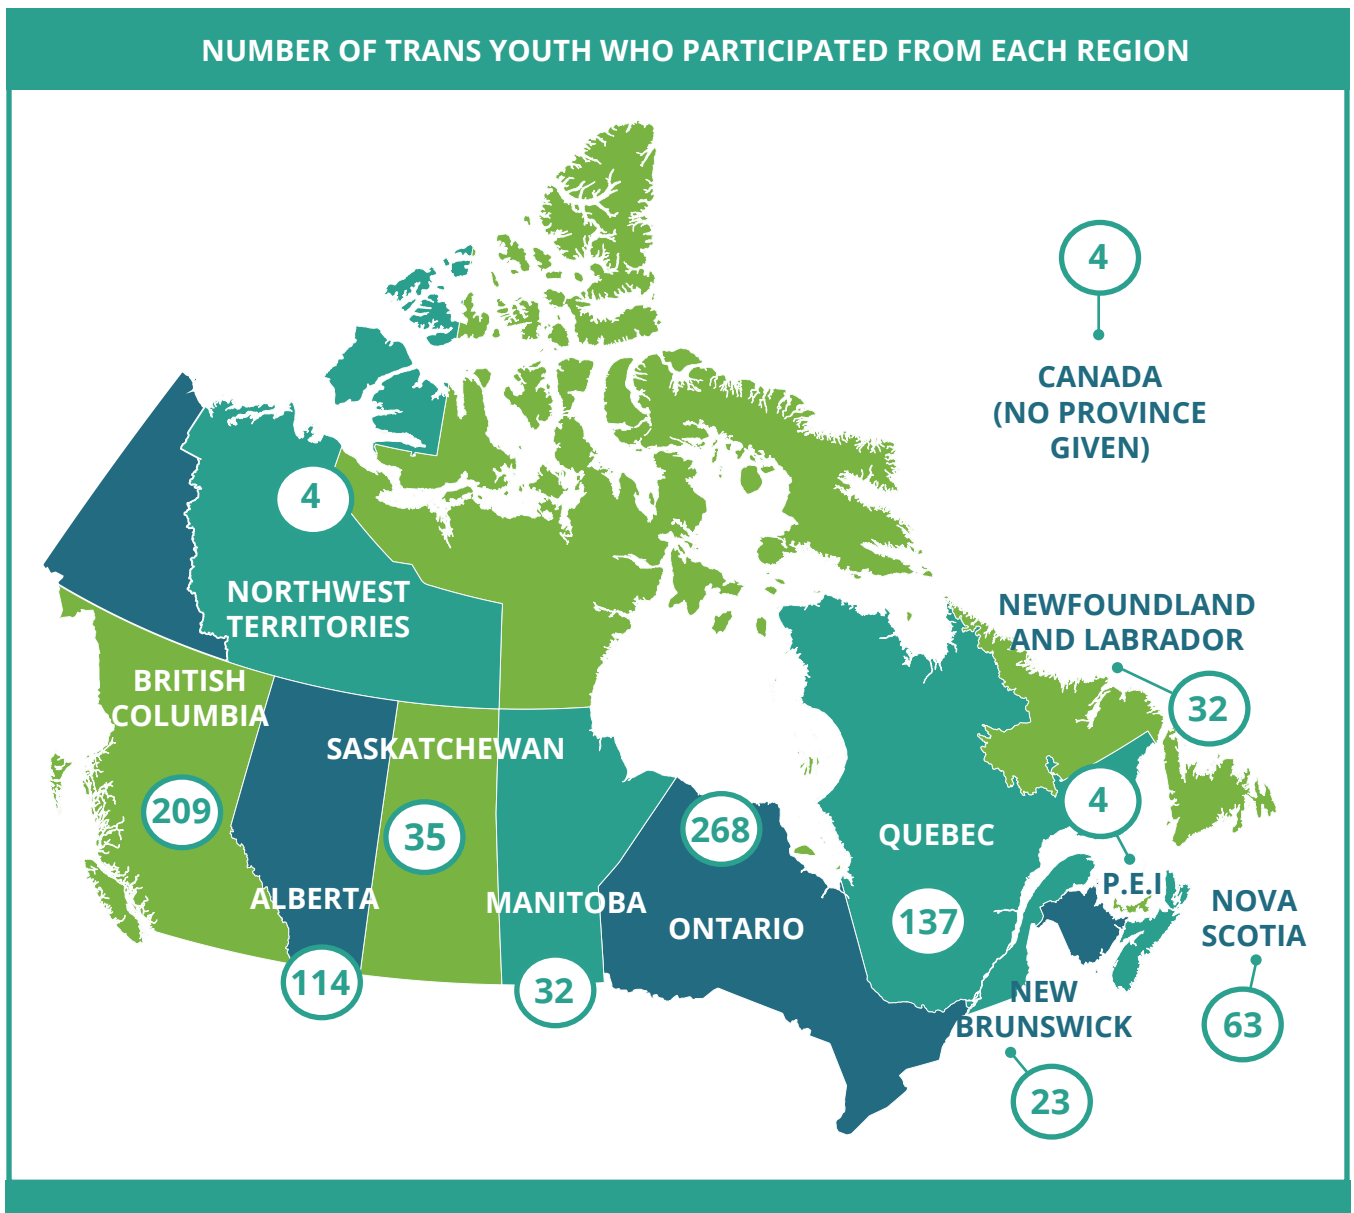 NUMBER OF TRANS YOUTH WHO PARTICIPATED FROM EACH REGION
4
CANADA
(NO PROVINCE
GIVEN)
4
NORTHWEST
TERRITORIES
NEWFOUNDLAND
AND LABRADOR
32
BRITISH
COLUMBIA
209
SASKATCHEWAN
35
ALBERTA
114
MANITOBA
32
268
ONTARIO
QUEBEC
137
4
P.E.I
NOVA
SCOTIA
63
NEW
BRUNSWICK
23